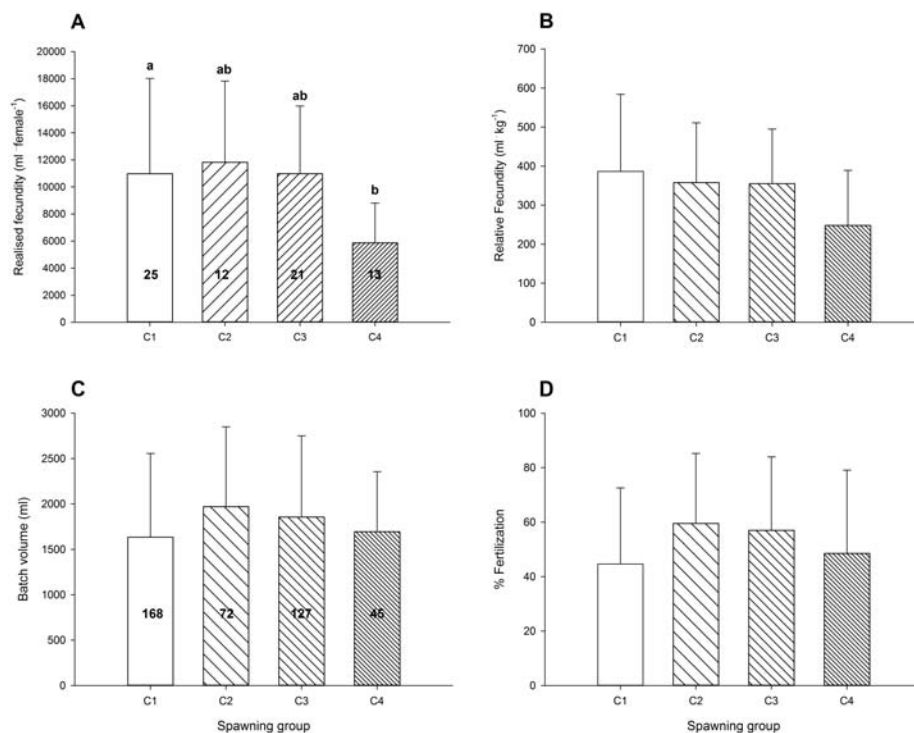 A
Realised fecundity (ml⁻female⁻¹)
20000
18000
16000
14000
12000
10000
8000
6000
4000
2000
0
a
ab
ab
b
25
12
21
13
C1
C2
C3
C4
B
Relative Fecundity (ml kg⁻¹)
700
600
500
400
300
200
100
0
C1
C2
C3
C4
C
Batch volume (ml)
3000
2500
2000
1500
1000
500
0
168
72
127
45
C1
C2
C3
C4
Spawning group
D
% Fertilization
100
80
60
40
20
0
C1
C2
C3
C4
Spawning group